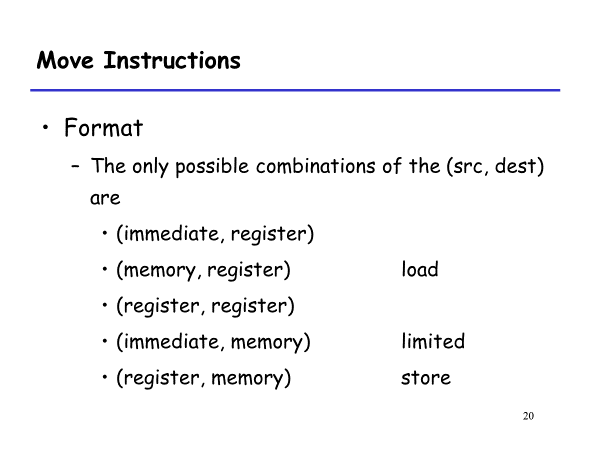 Move Instructions
• Format
– The only possible combinations of the (src, dest)
are
• (immediate, register)
• (memory, register) load
• (register, register)
• (immediate, memory) limited
• (register, memory) store
20